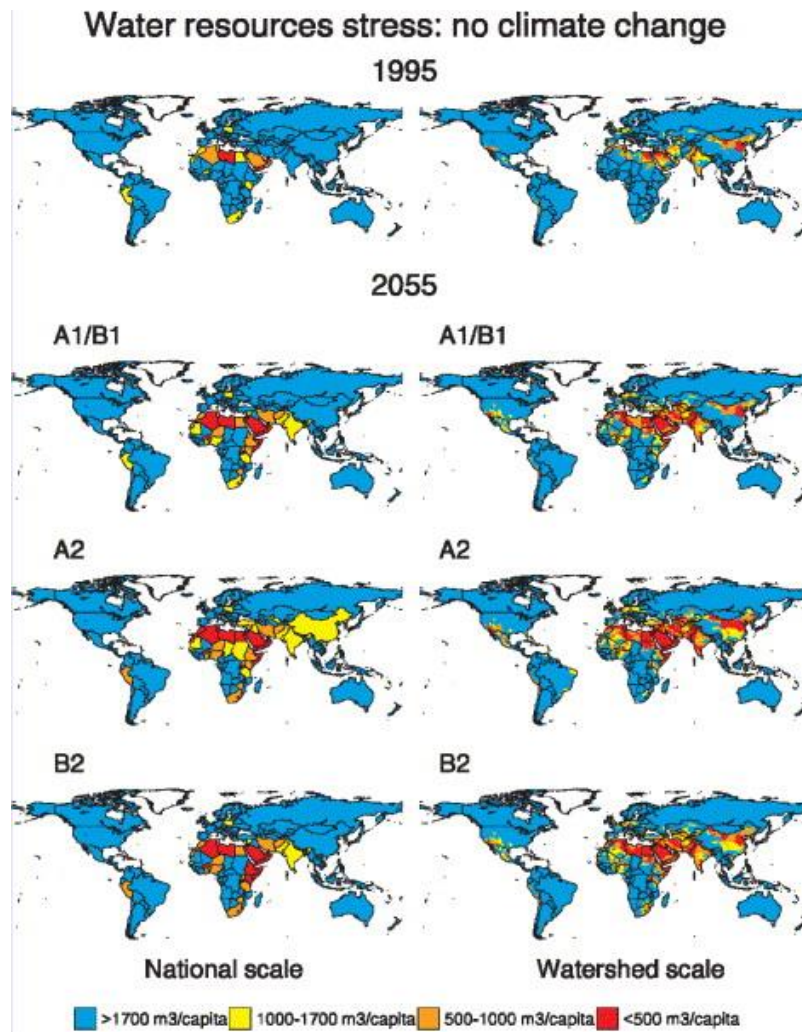 Water resources stress: no climate change
1995
2055
A1/B1 A1/B1
A2 A2
B2 B2
National scale Watershed scale
>1700 m3/capita 1000-1700 m3/capita 500-1000 m3/capita <500 m3/capita